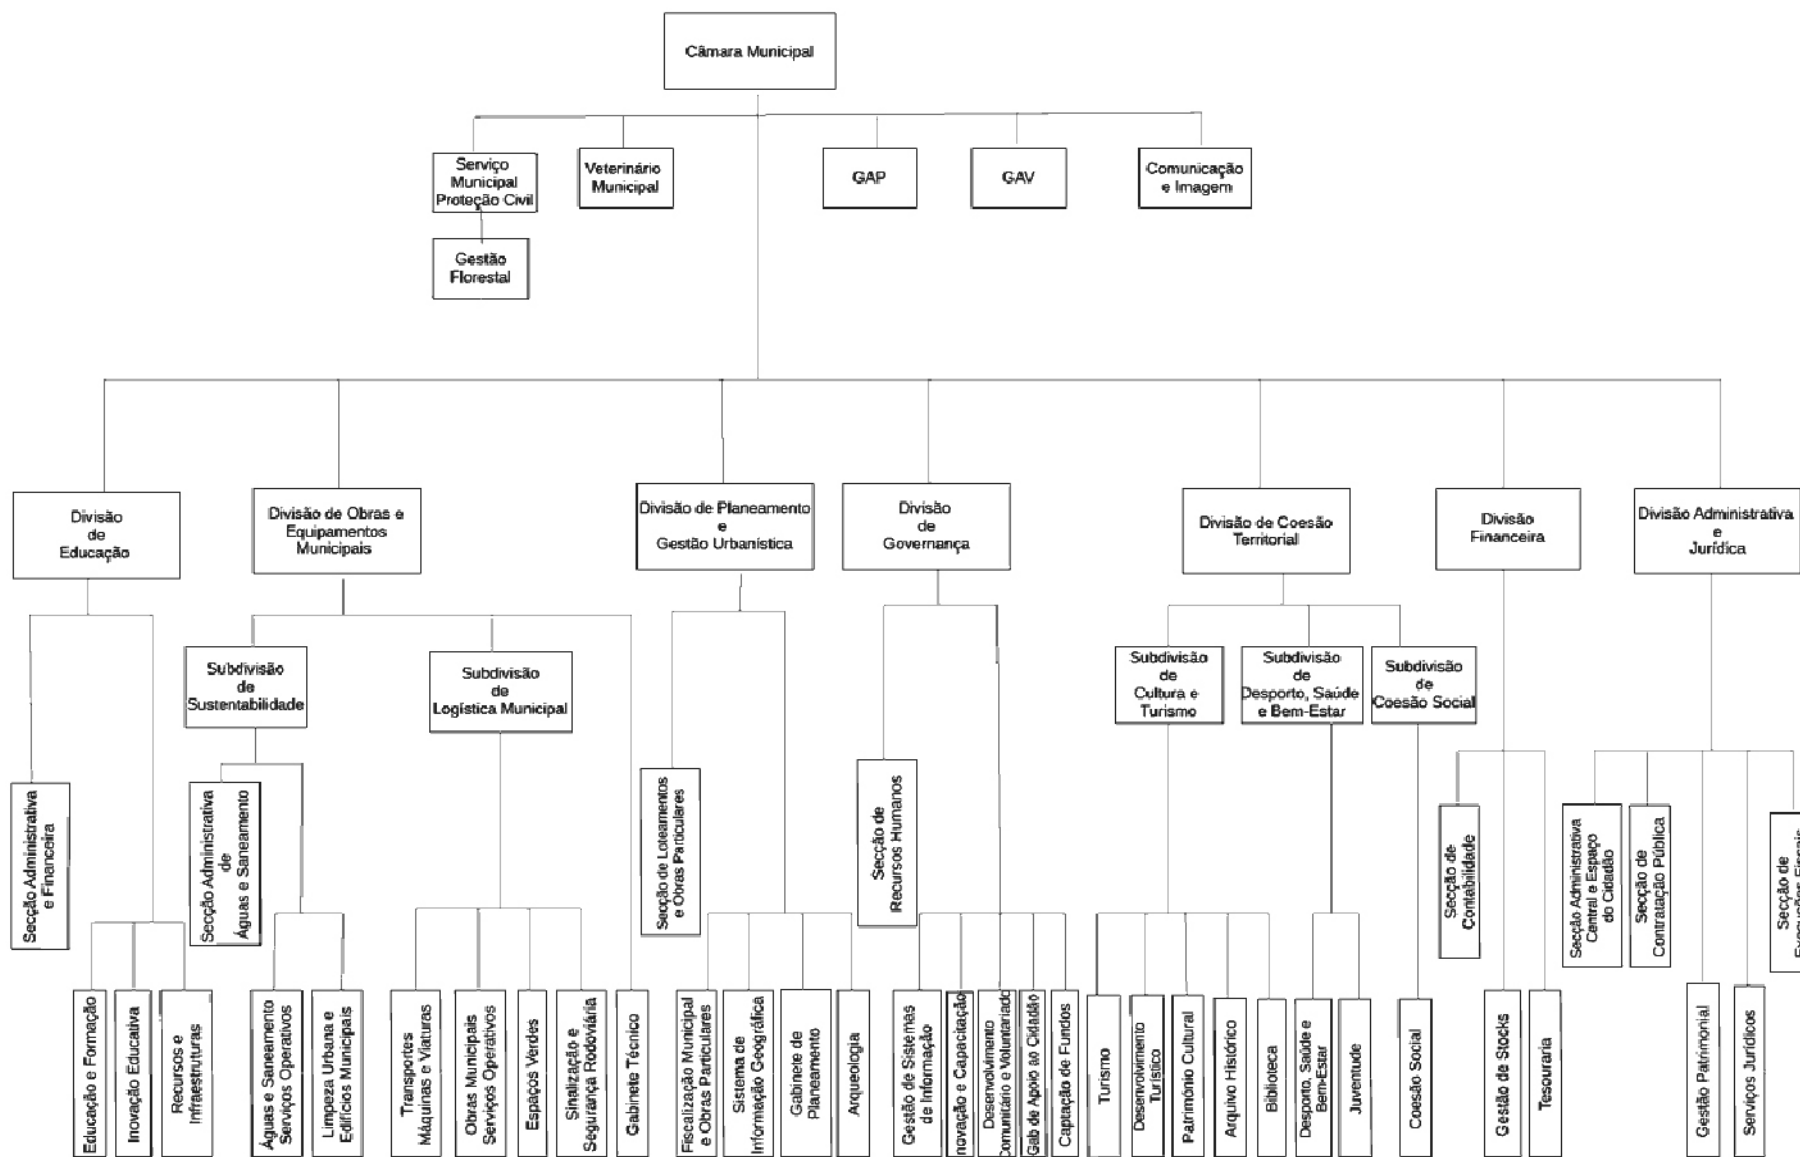 Câmara Municipal
Serviço
Municipal
Proteção Civil
Veterinário
Municipal
GAP
GAV
Comunicação
e Imagem
Gestão
Florestal
Divisão
de
Educação
Divisão de Obras e
Equipamentos
Municipais
Divisão de Planeamento
e
Gestão Urbanística
Divisão
de
Governança
Divisão de Coesão
Territorial
Divisão
Financeira
Divisão Administrativa
e
Jurídica
Subdivisão
de
Sustentabilidade
Subdivisão
de
Logística Municipal
Subdivisão
de
Cultura e
Turismo
Subdivisão
de
Desporto, Saúde
e Bem-Estar
Subdivisão
de
Coesão Social
Secção Administrativa
e Financeira
Secção Administrativa
de
Águas e Saneamento
Secção de Loteamentos
e Obras Particulares
Secção de
Recursos Humanos
Secção de
Contabilidade
Secção Administrativa
Central e Espaço
do Cidadão
Secção de
Contratação Pública
Secção de
Execuções Fiscais
Educação e Formação
Inovação Educativa
Recursos e
Infraestruturas
Águas e Saneamento
Serviços Operativos
Limpeza Urbana e
Edifícios Municipais
Transportes
Máquinas e Viaturas
Obras Municipais
Serviços Operativos
Espaços Verdes
Sinalização e
Segurança Rodoviária
Gabinete Técnico
Fiscalização Municipal
e Obras Particulares
Sistema de
Informação Geográfica
Gabinete de
Planeamento
Arqueologia
Gestão de Sistemas
de Informação
Inovação e Capacitação
Desenvolvimento
Comunitário e Voluntariado
Gab de Apoio ao Cidadão
Captação de Fundos
Turismo
Desenvolvimento
Turístico
Património Cultural
Arquivo Histórico
Biblioteca
Desporto, Saúde e
Bem-Estar
Juventude
Coesão Social
Gestão de Stocks
Tesouraria
Gestão Patrimonial
Serviços Jurídicos